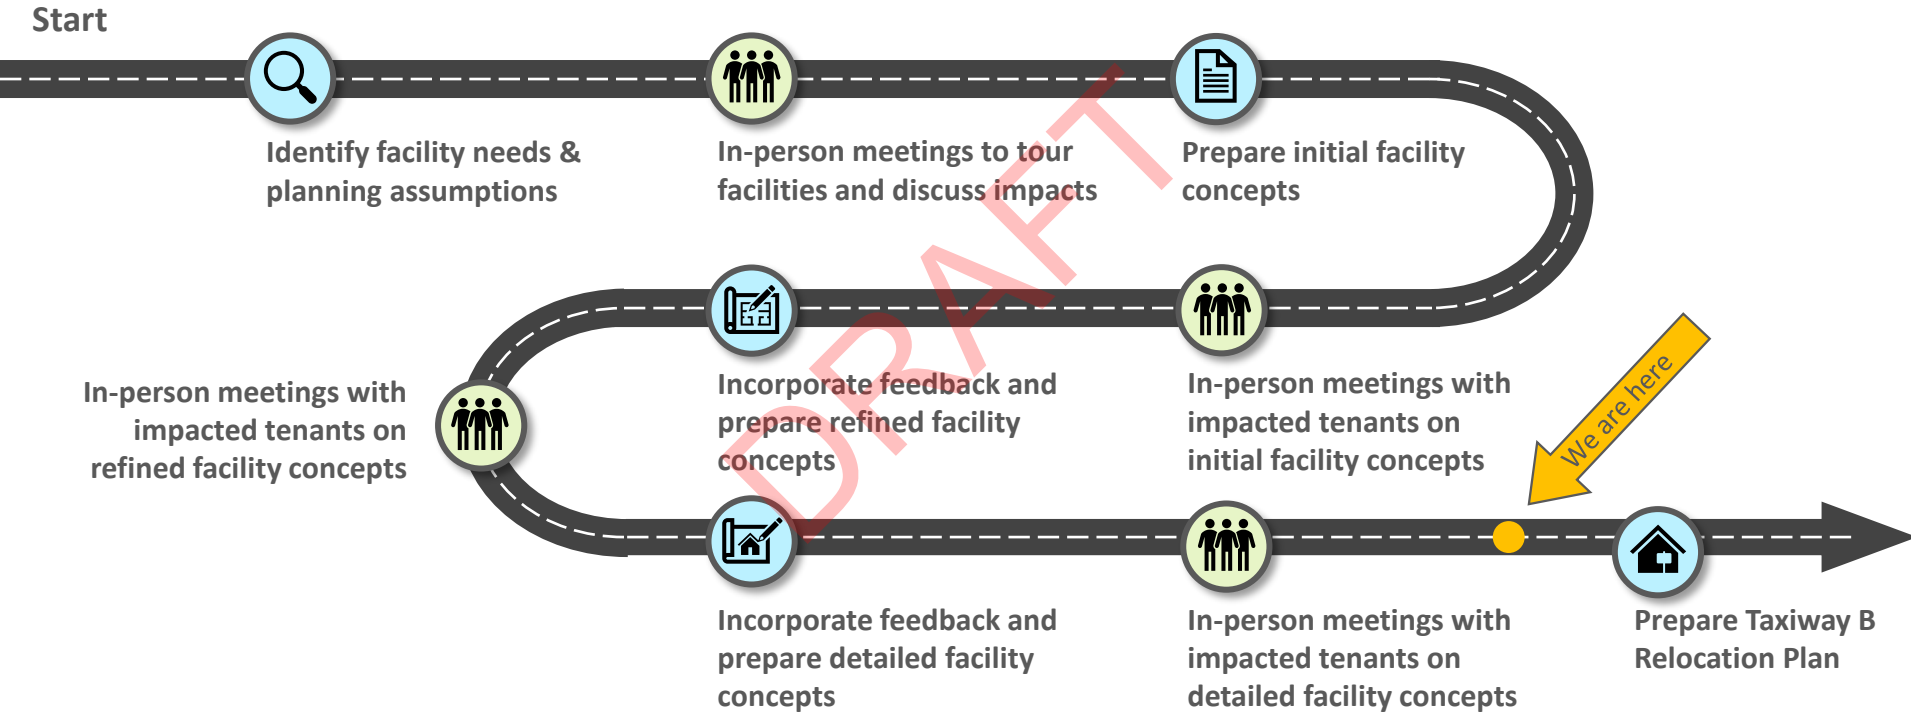 Start
Identify facility needs &
planning assumptions
In-person meetings to tour
facilities and discuss impacts
Prepare initial facility
concepts
In-person meetings with
impacted tenants on
initial facility concepts
Incorporate feedback and
prepare refined facility
concepts
In-person meetings with
impacted tenants on
refined facility concepts
Incorporate feedback and
prepare detailed facility
concepts
In-person meetings with
impacted tenants on
detailed facility concepts
We are here
Prepare Taxiway B
Relocation Plan
DRAFT